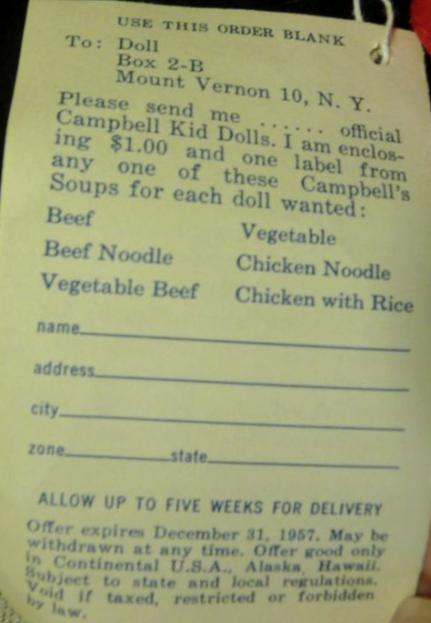 USE THIS ORDER BLANK
To: Doll
Box 2-B
Mount Vernon 10, N. Y.
Please send me ...... official
Campbell Kid Dolls. I am enclos-
ing $1.00 and one label from
any one of these Campbell's
Soups for each doll wanted:
Beef Vegetable
Beef Noodle Chicken Noodle
Vegetable Beef Chicken with Rice
name
address
city
zone state
ALLOW UP TO FIVE WEEKS FOR DELIVERY
Offer expires December 31, 1957. May be
withdrawn at any time. Offer good only
in Continental U.S.A., Alaska, Hawaii.
Subject to state and local regulations.
Void if taxed, restricted or forbidden
by law.